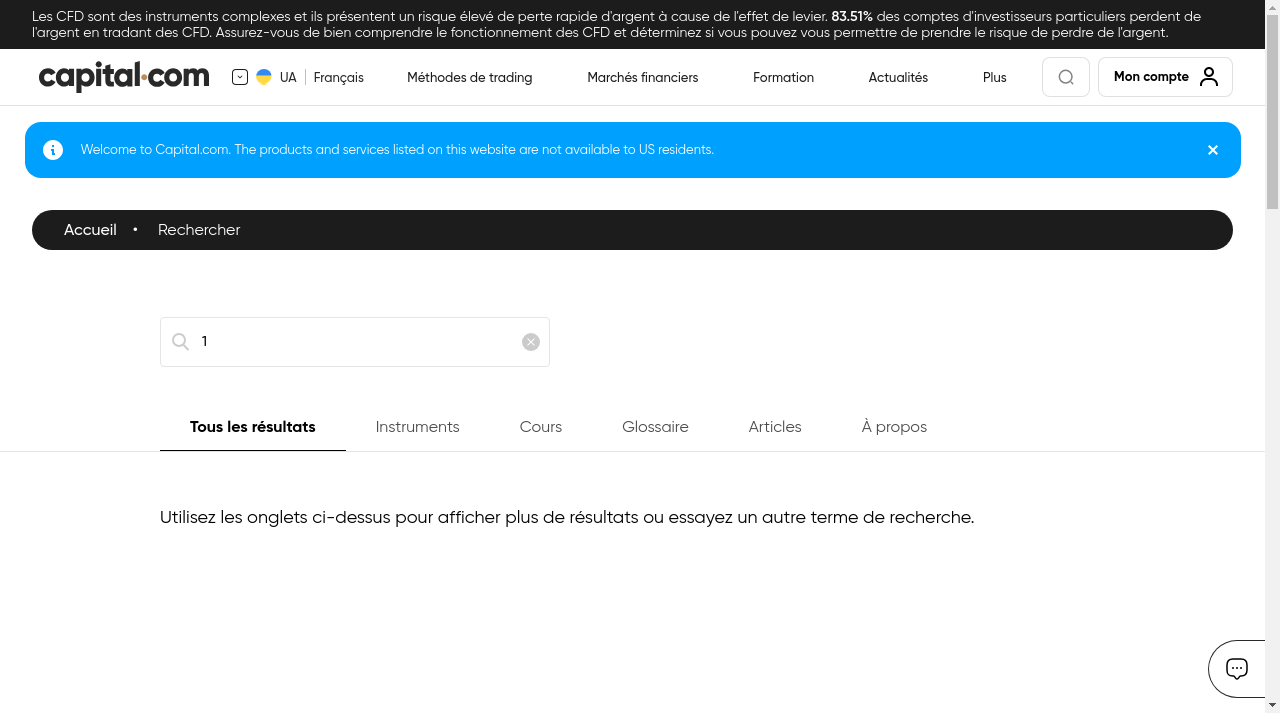 Les CFD sont des instruments complexes et ils présentent un risque élevé de perte rapide d'argent à cause de l'effet de levier. 83.51% des comptes d'investisseurs particuliers perdent de
l'argent en tradant des CFD. Assurez-vous de bien comprendre le fonctionnement des CFD et déterminez si vous pouvez vous permettre de prendre le risque de perdre de l'argent.
capital.com UA Français Méthodes de trading Marchés financiers Formation Actualités Plus Mon compte
Welcome to Capital.com. The products and services listed on this website are not available to US residents.
Accueil • Rechercher
1
Tous les résultats Instruments Cours Glossaire Articles À propos
Utilisez les onglets ci-dessus pour afficher plus de résultats ou essayez un autre terme de recherche.